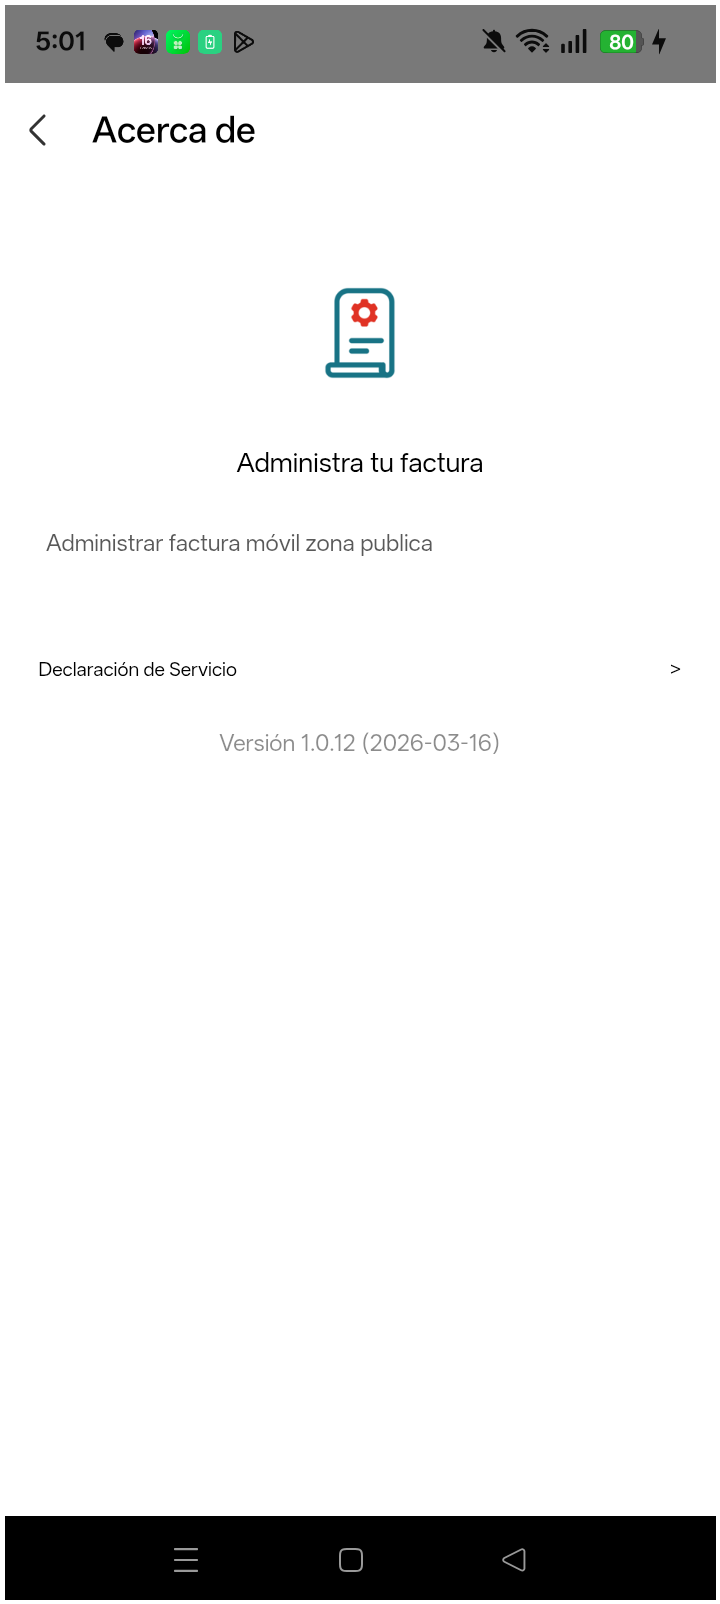 5:01
16
80
Acerca de
Administra tu factura
Administrar factura móvil zona publica
Declaración de Servicio >
Versión 1.0.12 (2026-03-16)